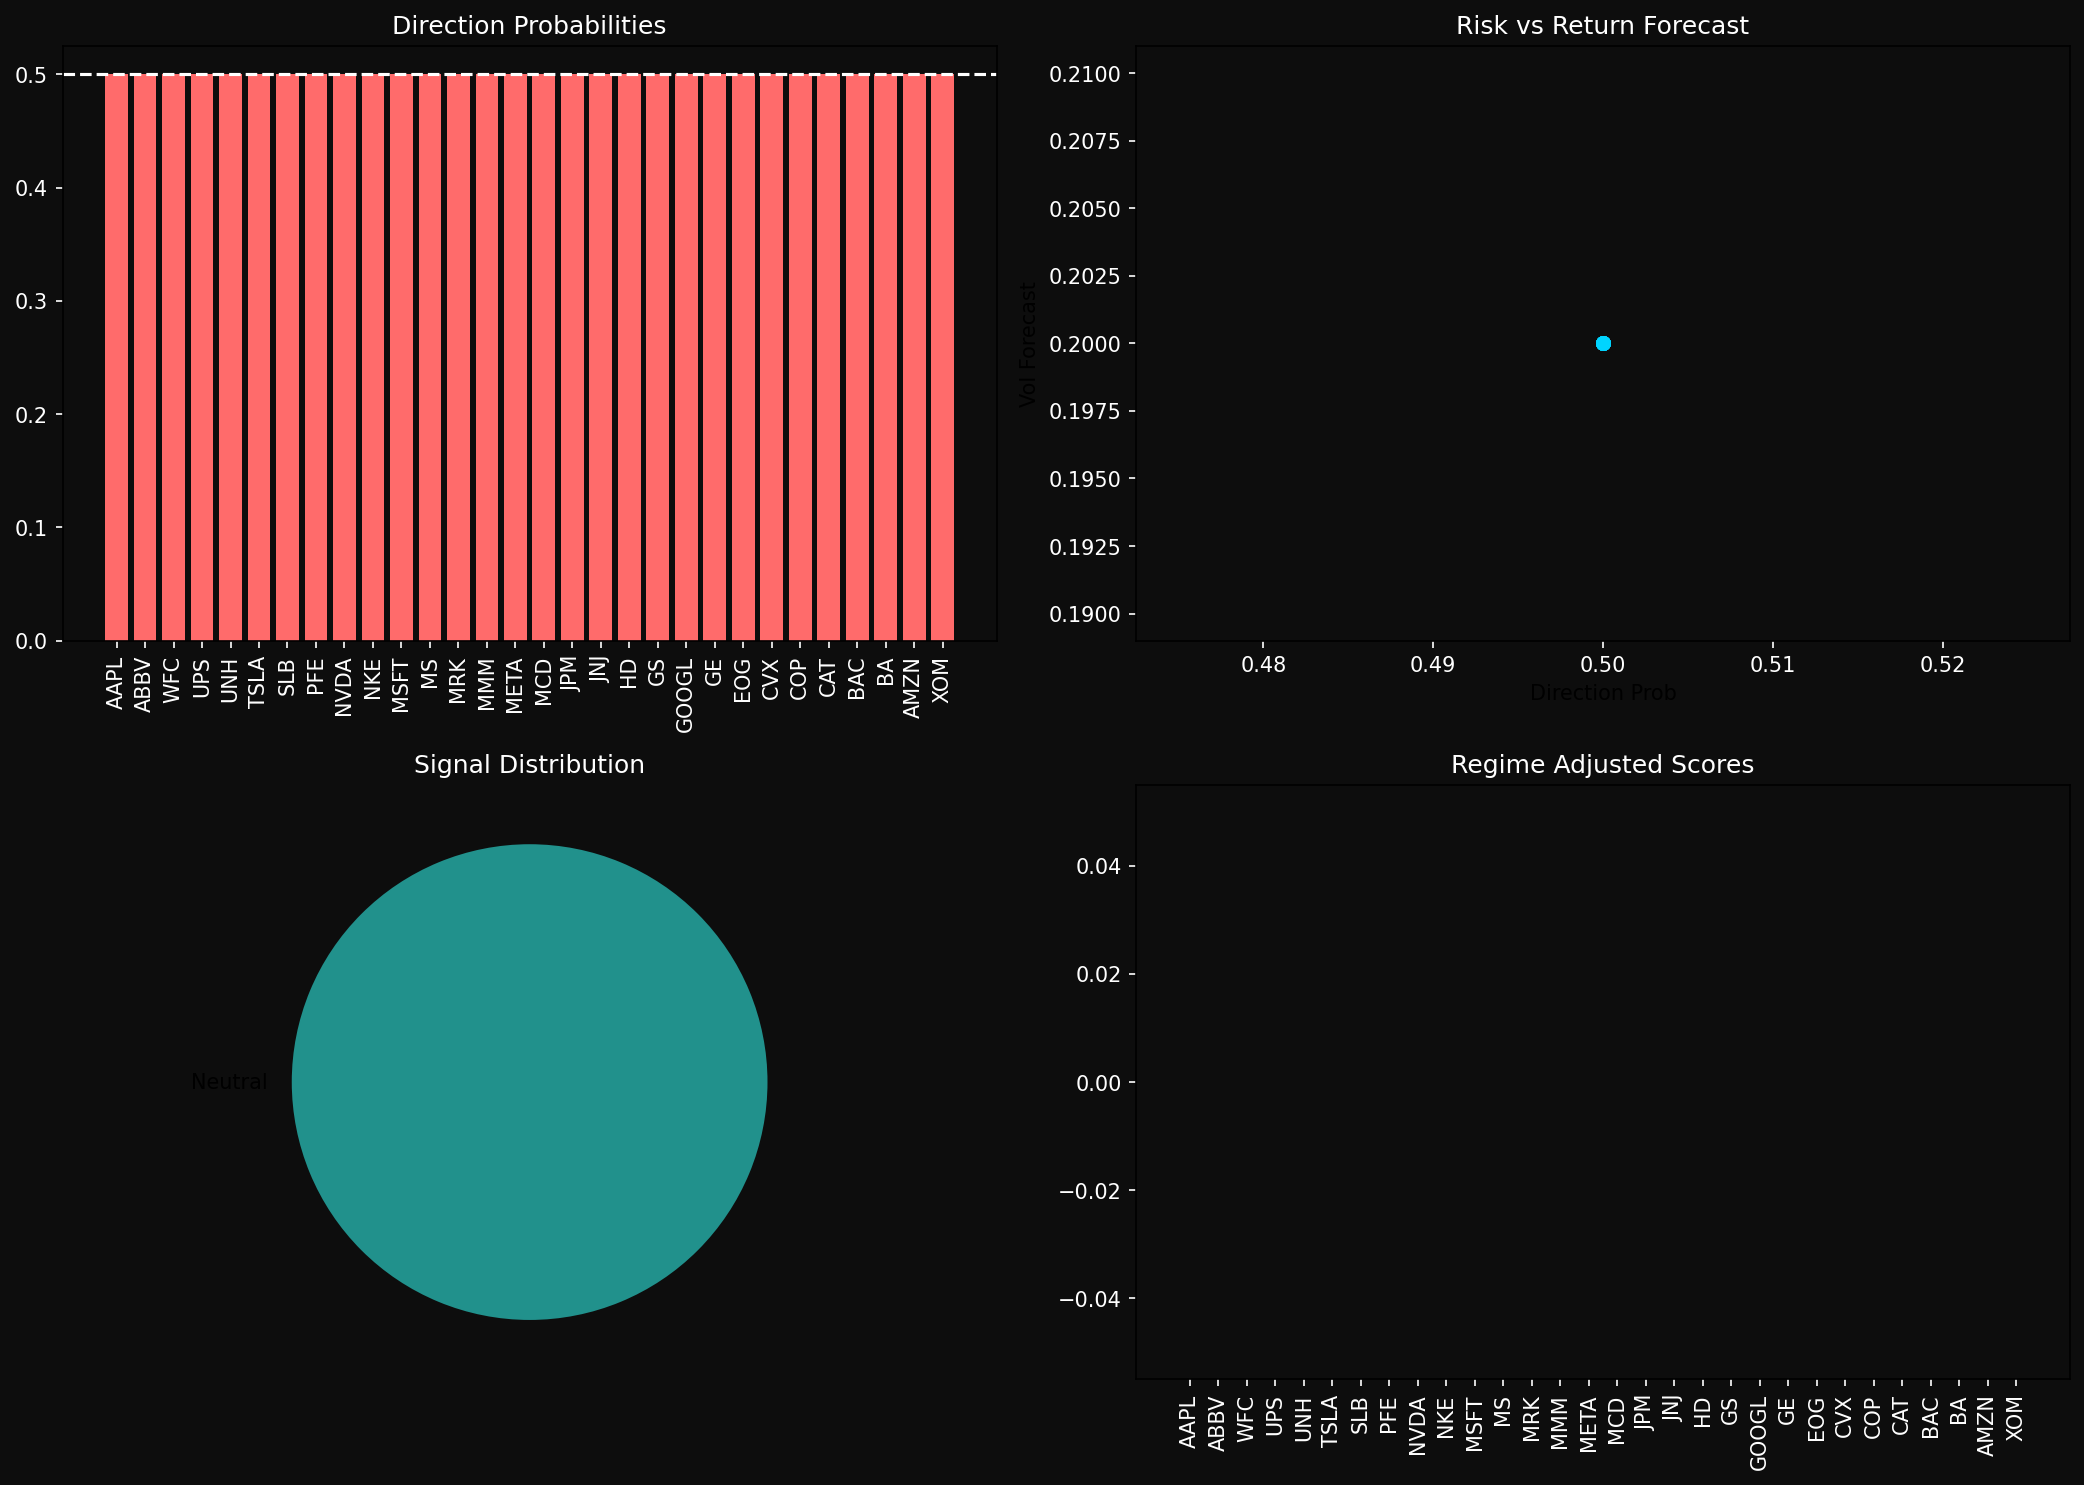 Direction Probabilities
0.5
0.4
0.3
0.2
0.1
0.0
AAPL
ABBV
WFC
UPS
UNH
TSLA
SLB
PFE
NVDA
NKE
MSFT
MS
MRK
MMM
META
MCD
JPM
JNJ
HD
GS
GOOGL
GE
EOG
CVX
COP
CAT
BAC
BA
AMZN
XOM
Risk vs Return Forecast
Vol Forecast
0.2100
0.2075
0.2050
0.2025
0.2000
0.1975
0.1950
0.1925
0.1900
0.48 0.49 0.50 0.51 0.52
Direction Prob
Signal Distribution
Neutral
Regime Adjusted Scores
0.04
0.02
0.00
−0.02
−0.04
AAPL
ABBV
WFC
UPS
UNH
TSLA
SLB
PFE
NVDA
NKE
MSFT
MS
MRK
MMM
META
MCD
JPM
JNJ
HD
GS
GOOGL
GE
EOG
CVX
COP
CAT
BAC
BA
AMZN
XOM